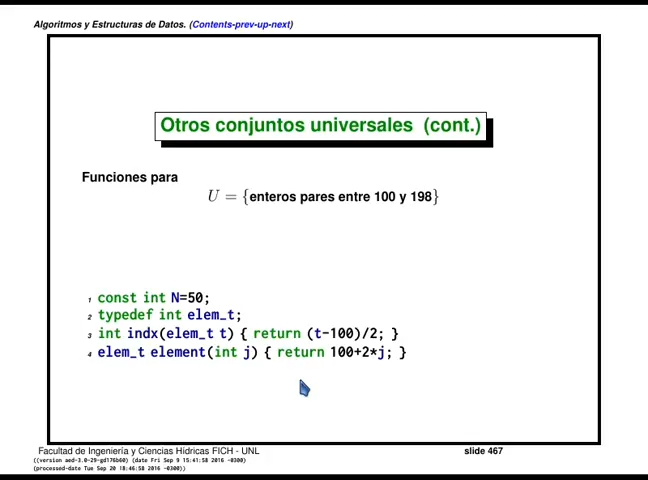 Algoritmos y Estructuras de Datos. (Contents-prev-up-next)
Otros conjuntos universales (cont.)
Funciones para
U = {enteros pares entre 100 y 198}
1 const int N=50;
2 typedef int elem_t;
3 int indx(elem_t t) { return (t-100)/2; }
4 elem_t element(int j) { return 100+2*j; }
Facultad de Ingeniería y Ciencias Hídricas FICH - UNL slide 467
((version aed-3.0-29-gd176b60) (date Fri Sep 9 15:41:58 2016 -0300)
(processed-date Tue Sep 20 18:46:58 2016 -0300))